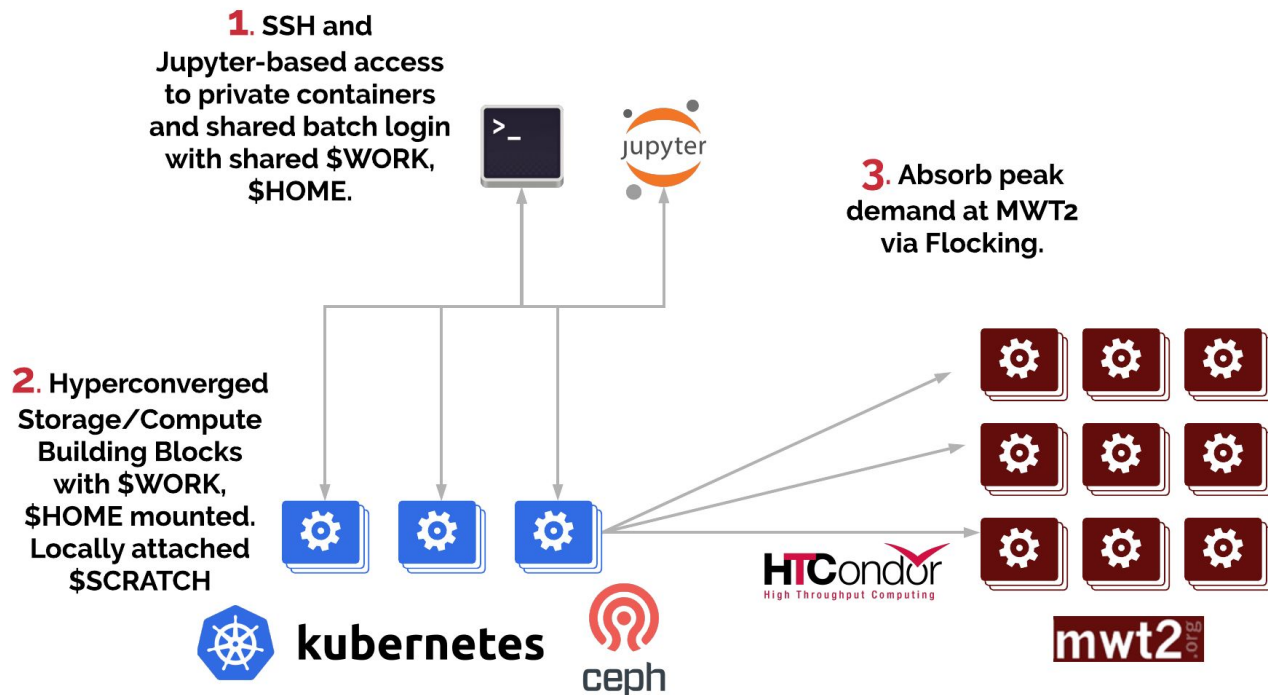 1. SSH and
Jupyter-based access
to private containers
and shared batch login
with shared $WORK,
$HOME.
>_
jupyter
3. Absorb peak
demand at MWT2
via Flocking.
2. Hyperconverged
Storage/Compute
Building Blocks
with $WORK,
$HOME mounted.
Locally attached
$SCRATCH
HTCondor
High Throughput Computing
kubernetes
ceph
mwt2.org